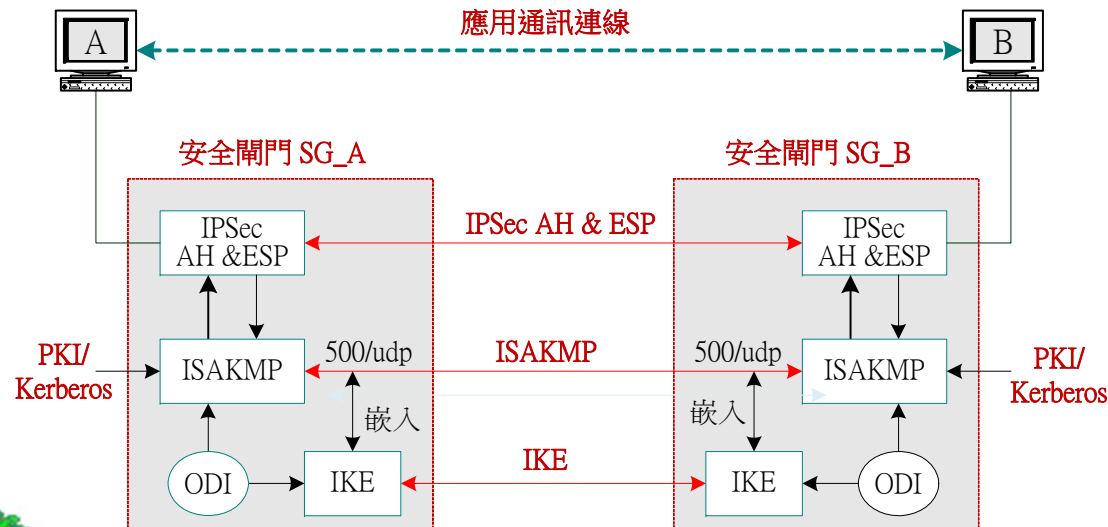 應用通訊連線
A
B
安全閘門 SG_A
安全閘門 SG_B
IPSec
AH &ESP
IPSec AH & ESP
IPSec
AH &ESP
PKI/
Kerberos
ISAKMP
500/udp
ISAKMP
500/udp
ISAKMP
PKI/
Kerberos
嵌入
嵌入
ODI
IKE
IKE
IKE
ODI